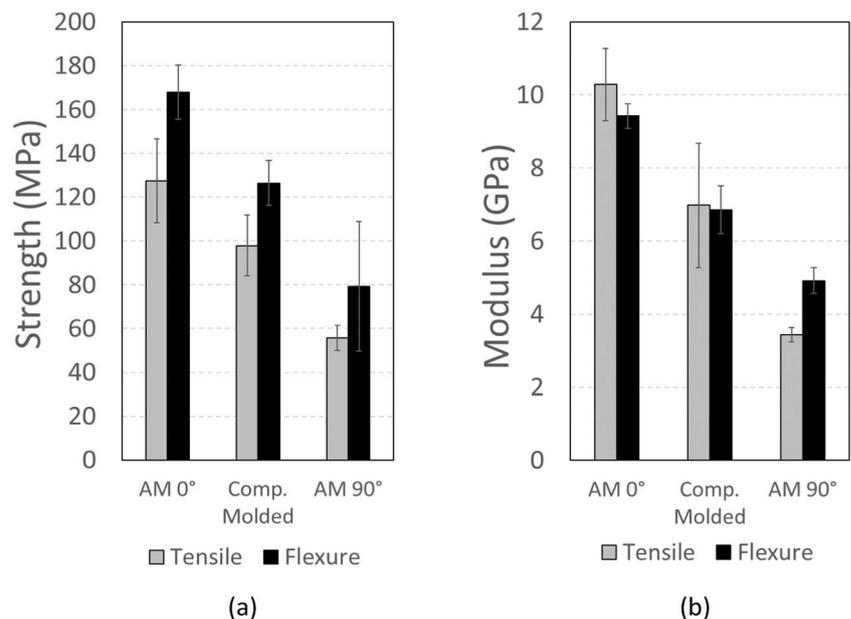 200
180
160
140
120
100
80
60
40
20
0
Strength (MPa)
AM 0°
Comp.
Molded
AM 90°
Tensile
Flexure
(a)
12
10
8
6
4
2
0
Modulus (GPa)
AM 0°
Comp.
Molded
AM 90°
Tensile
Flexure
(b)